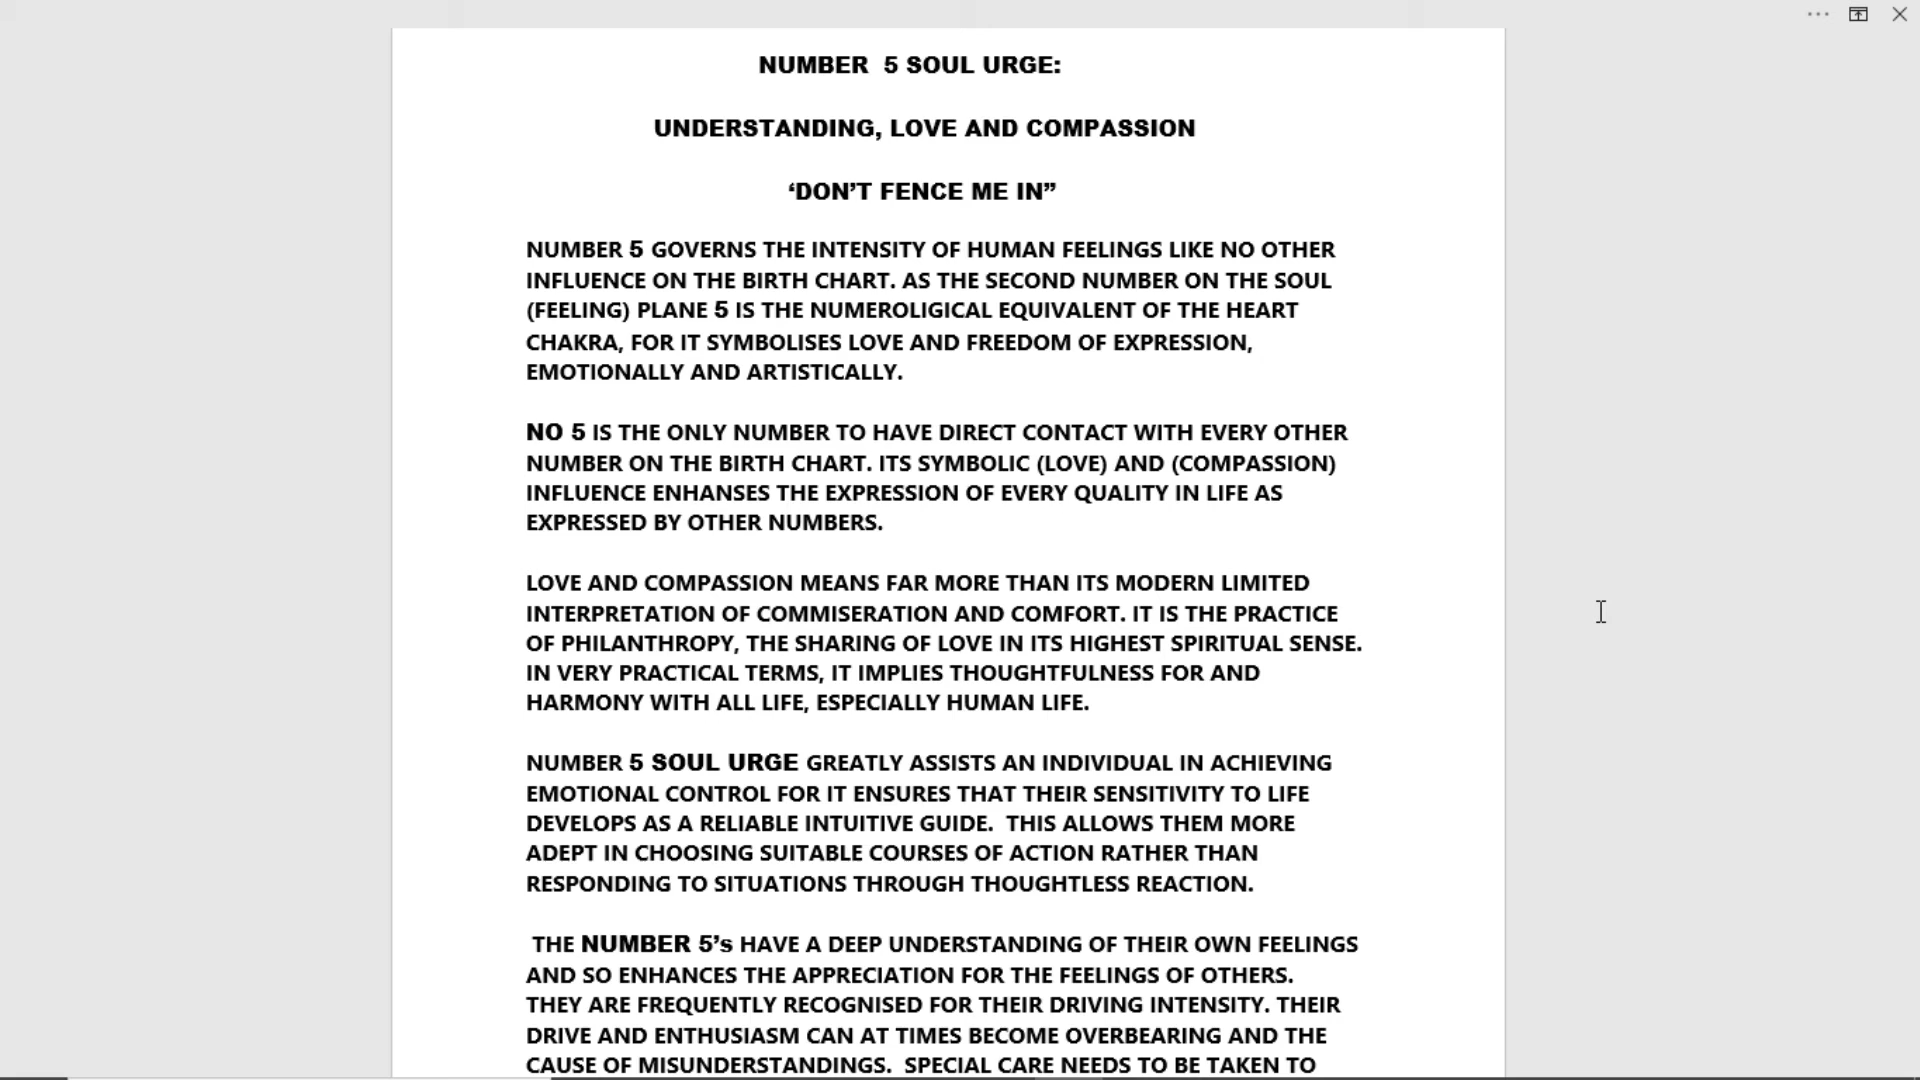 NUMBER  5 SOUL URGE:
UNDERSTANDING, LOVE AND COMPASSION
‘DON’T FENCE ME IN”
NUMBER 5 GOVERNS THE INTENSITY OF HUMAN FEELINGS LIKE NO OTHER
INFLUENCE ON THE BIRTH CHART. AS THE SECOND NUMBER ON THE SOUL
(FEELING) PLANE 5 IS THE NUMEROLIGICAL EQUIVALENT OF THE HEART
CHAKRA, FOR IT SYMBOLISES LOVE AND FREEDOM OF EXPRESSION,
EMOTIONALLY AND ARTISTICALLY.
NO 5 IS THE ONLY NUMBER TO HAVE DIRECT CONTACT WITH EVERY OTHER
NUMBER ON THE BIRTH CHART. ITS SYMBOLIC (LOVE) AND (COMPASSION)
INFLUENCE ENHANSES THE EXPRESSION OF EVERY QUALITY IN LIFE AS
EXPRESSED BY OTHER NUMBERS.
LOVE AND COMPASSION MEANS FAR MORE THAN ITS MODERN LIMITED
INTERPRETATION OF COMMISERATION AND COMFORT. IT IS THE PRACTICE
OF PHILANTHROPY, THE SHARING OF LOVE IN ITS HIGHEST SPIRITUAL SENSE.
IN VERY PRACTICAL TERMS, IT IMPLIES THOUGHTFULNESS FOR AND
HARMONY WITH ALL LIFE, ESPECIALLY HUMAN LIFE.
NUMBER 5 SOUL URGE GREATLY ASSISTS AN INDIVIDUAL IN ACHIEVING
EMOTIONAL CONTROL FOR IT ENSURES THAT THEIR SENSITIVITY TO LIFE
DEVELOPS AS A RELIABLE INTUITIVE GUIDE.  THIS ALLOWS THEM MORE
ADEPT IN CHOOSING SUITABLE COURSES OF ACTION RATHER THAN
RESPONDING TO SITUATIONS THROUGH THOUGHTLESS REACTION.
THE NUMBER 5’s HAVE A DEEP UNDERSTANDING OF THEIR OWN FEELINGS
AND SO ENHANCES THE APPRECIATION FOR THE FEELINGS OF OTHERS.
THEY ARE FREQUENTLY RECOGNISED FOR THEIR DRIVING INTENSITY. THEIR
DRIVE AND ENTHUSIASM CAN AT TIMES BECOME OVERBEARING AND THE
CAUSE OF MISUNDERSTANDINGS.  SPECIAL CARE NEEDS TO BE TAKEN TO